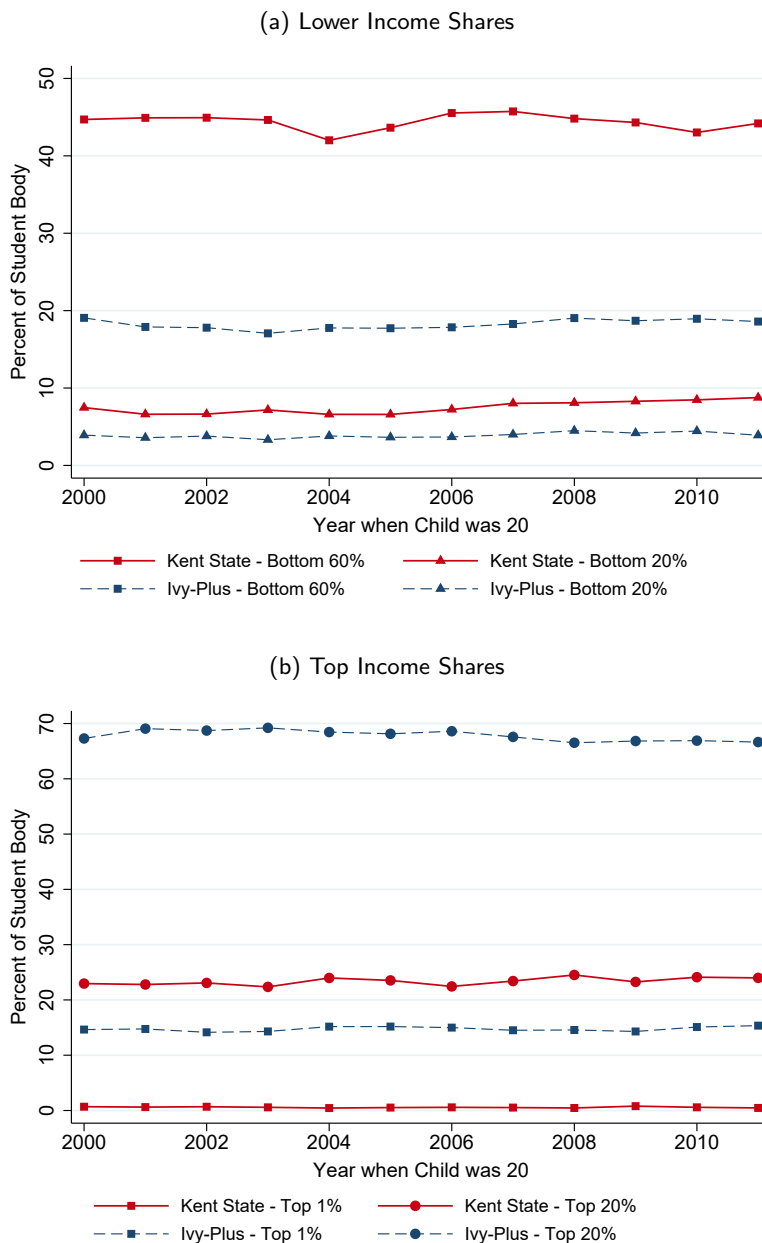 (a) Lower Income Shares
50
40
30
20
10
0
Percent of Student Body
2000 2002 2004 2006 2008 2010
Year when Child was 20
Kent State - Bottom 60% Kent State - Bottom 20%
Ivy-Plus - Bottom 60% Ivy-Plus - Bottom 20%
(b) Top Income Shares
70
60
50
40
30
20
10
0
Percent of Student Body
2000 2002 2004 2006 2008 2010
Year when Child was 20
Kent State - Top 1% Kent State - Top 20%
Ivy-Plus - Top 1% Ivy-Plus - Top 20%